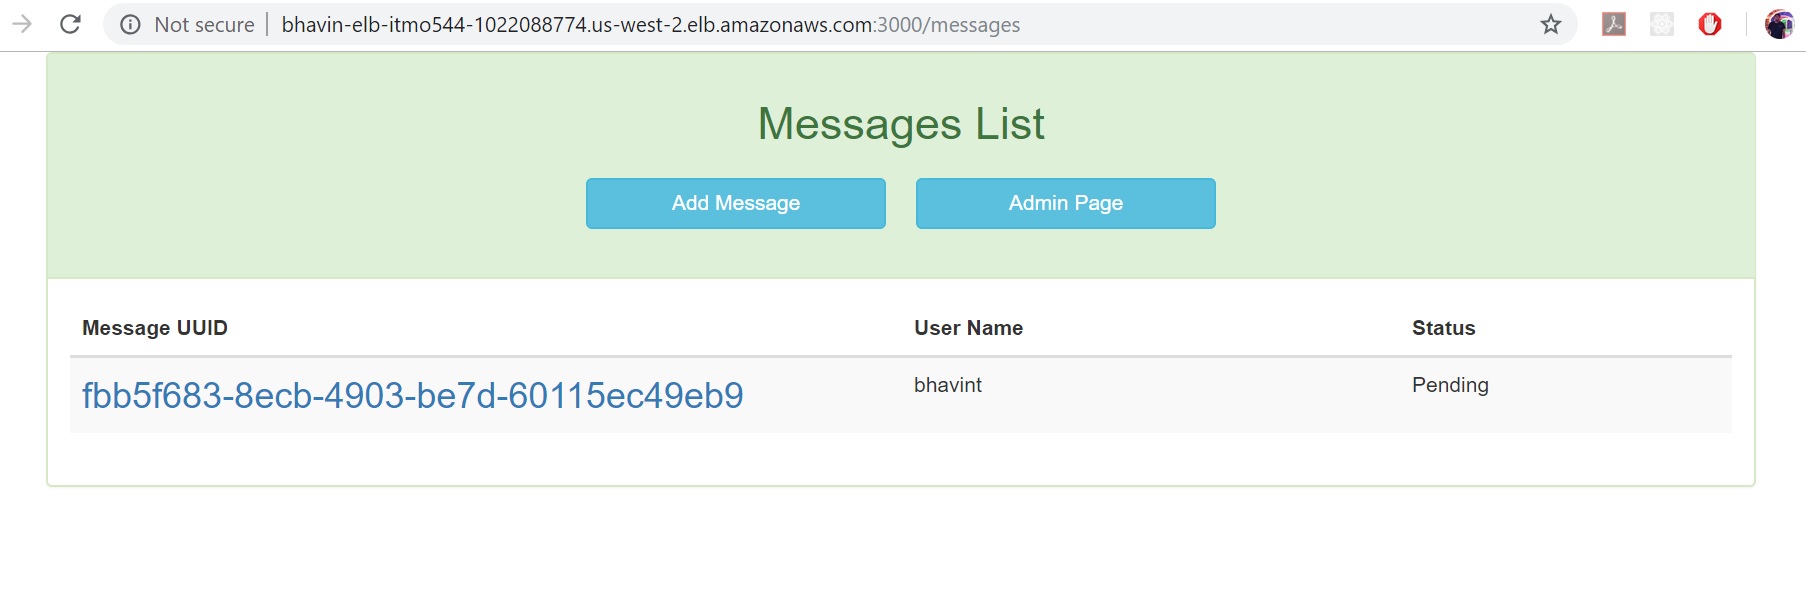 Not secure bhavin-elb-itmo544-1022088774.us-west-2.elb.amazonaws.com:3000/messages
Messages List
Add Message Admin Page
Message UUID User Name Status
fbb5f683-8ecb-4903-be7d-60115ec49eb9 bhavint Pending